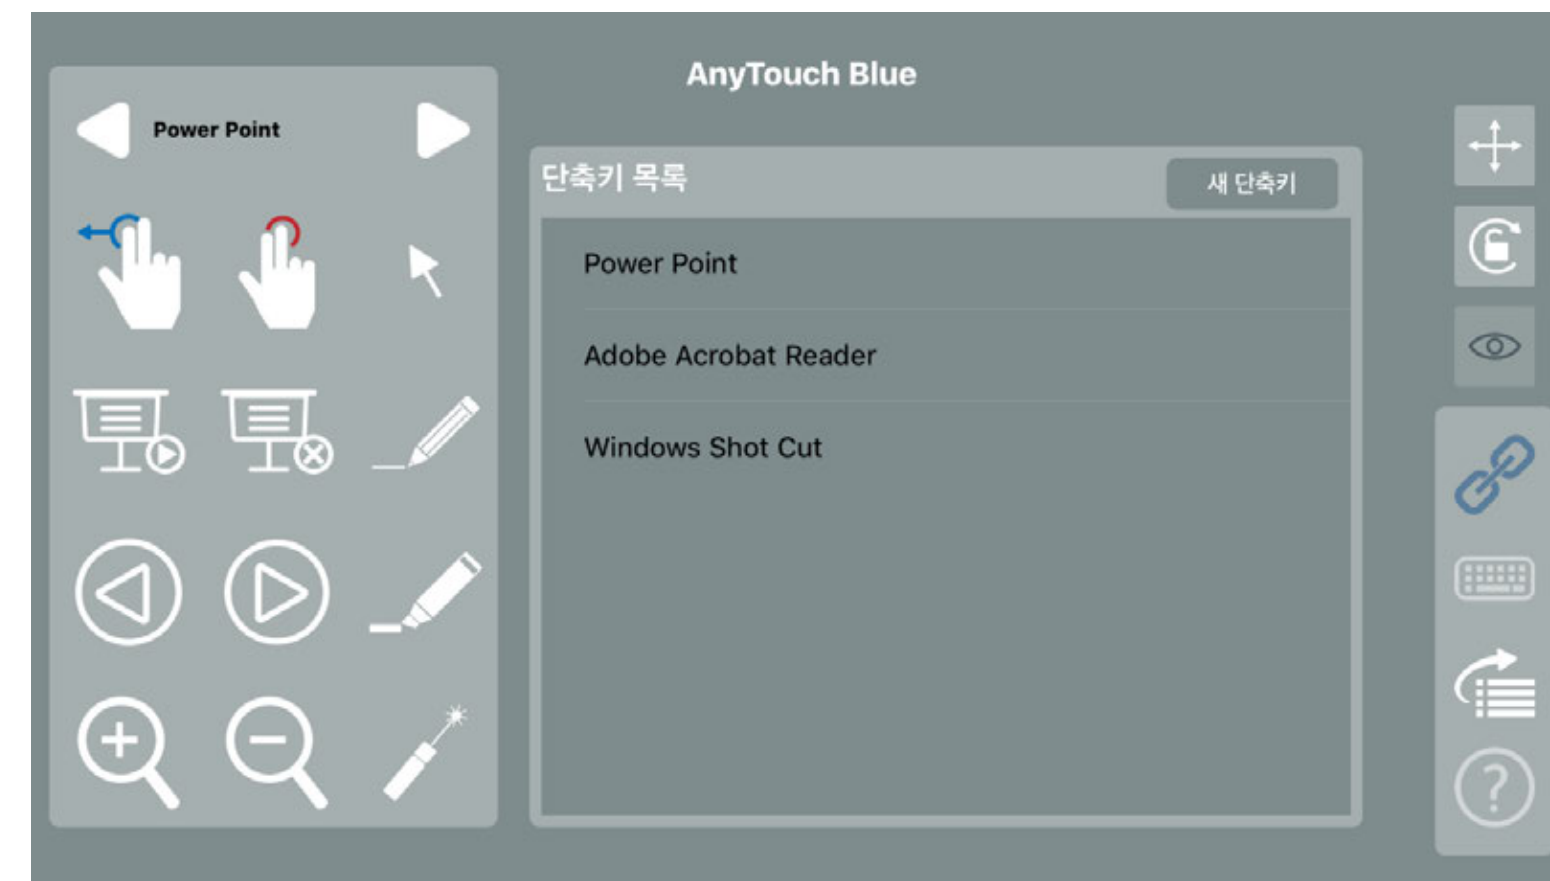 AnyTouch Blue
Power Point
단축키 목록
새 단축키
Power Point
Adobe Acrobat Reader
Windows Shot Cut
?